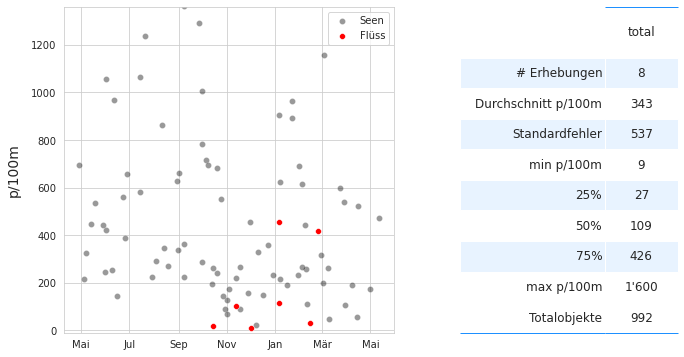 Seen
Flüss
p/100m
1200
1000
800
600
400
200
0
Mai Jul Sep Nov Jan Mär Mai
total
# Erhebungen 8
Durchschnitt p/100m 343
Standardfehler 537
min p/100m 9
25% 27
50% 109
75% 426
max p/100m 1'600
Totalobjekte 992